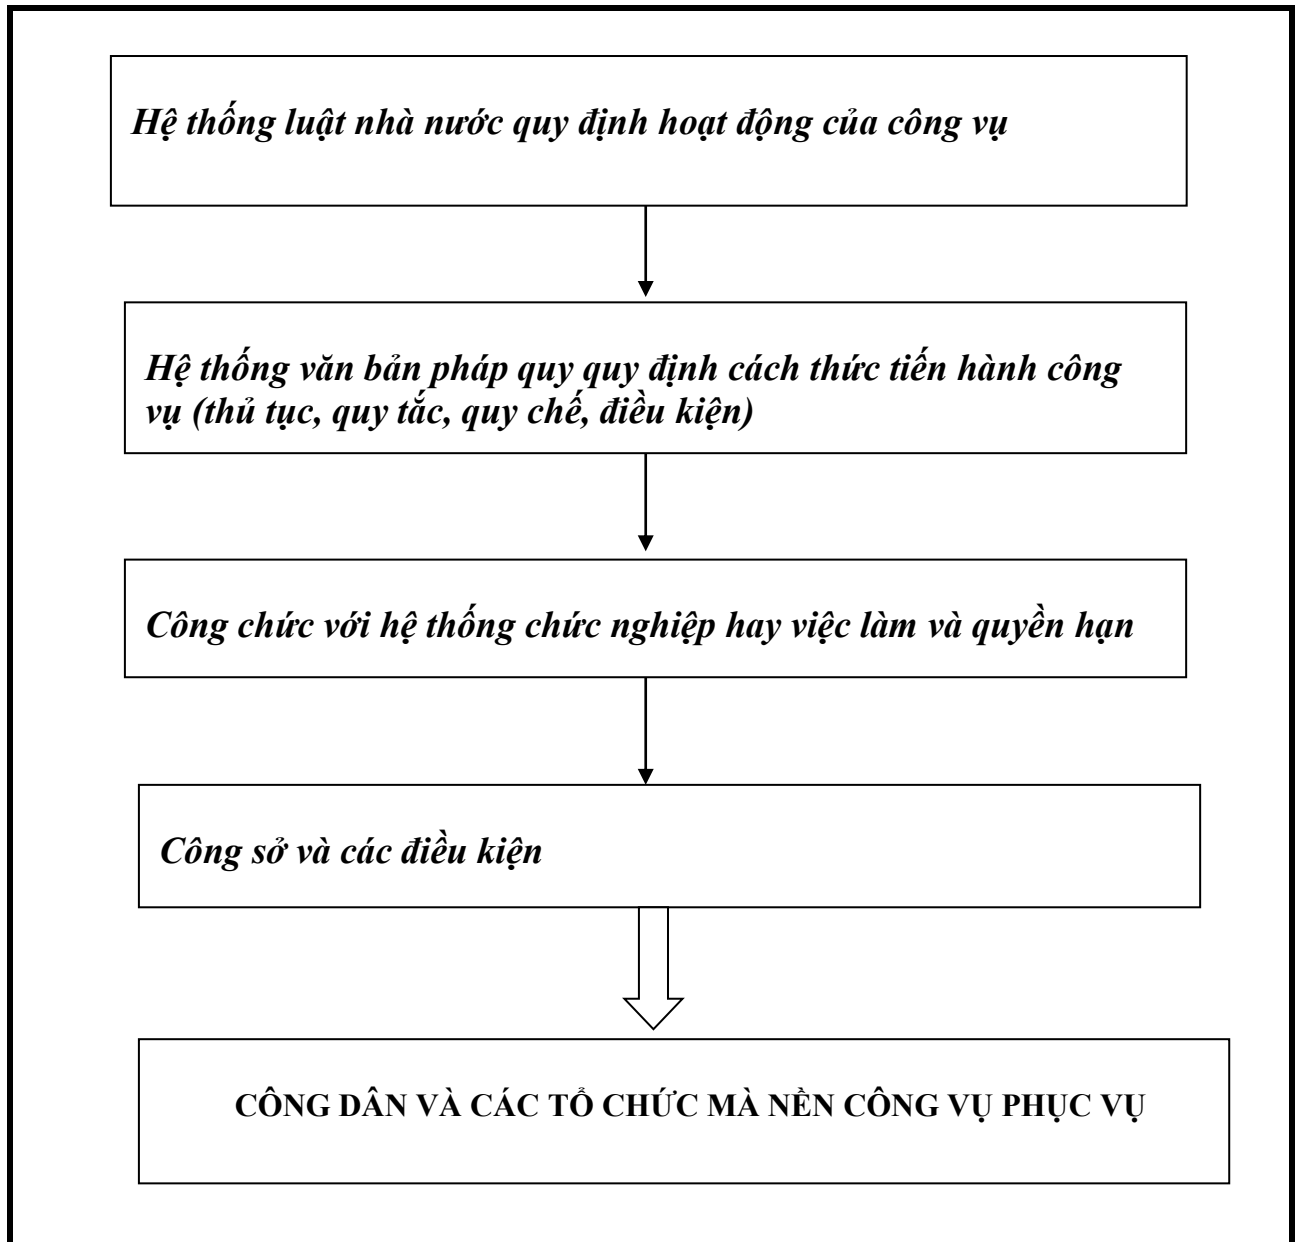 Hệ thống luật nhà nước quy định hoạt động của công vụ
Hệ thống văn bản pháp quy quy định cách thức tiến hành công
vụ (thủ tục, quy tắc, quy chế, điều kiện)
Công chức với hệ thống chức nghiệp hay việc làm và quyền hạn
Công sở và các điều kiện
CÔNG DÂN VÀ CÁC TỔ CHỨC MÀ NỀN CÔNG VỤ PHỤC VỤ